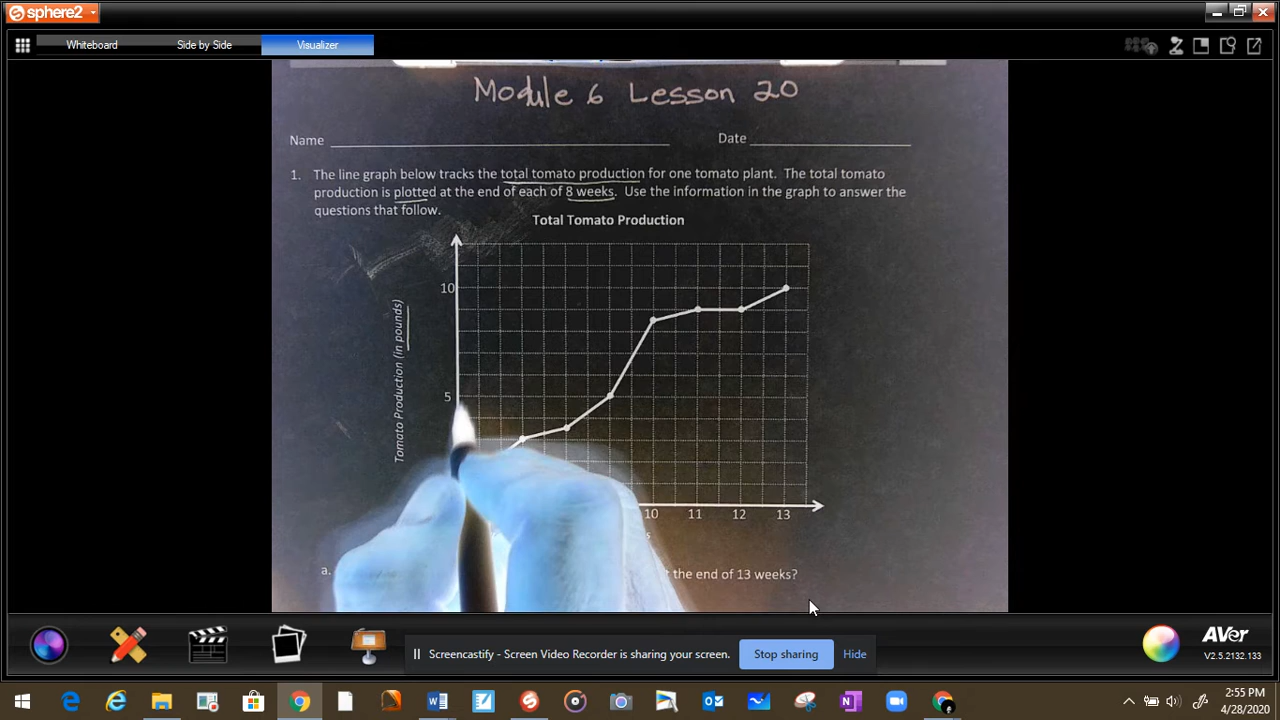 sphere2
Whiteboard Side by Side Visualizer
Module 6 Lesson 20
Name Date
1. The line graph below tracks the total tomato production for one tomato plant. The total tomato
production is plotted at the end of each of 8 weeks. Use the information in the graph to answer the
questions that follow.
Total Tomato Production
10
Tomato Production (in pounds)
5
10 11 12 13
s
a. the end of 13 weeks?
AVer
V2.5.2132.133
Screencastify - Screen Video Recorder is sharing your screen. Stop sharing Hide
2:55 PM
4/28/2020